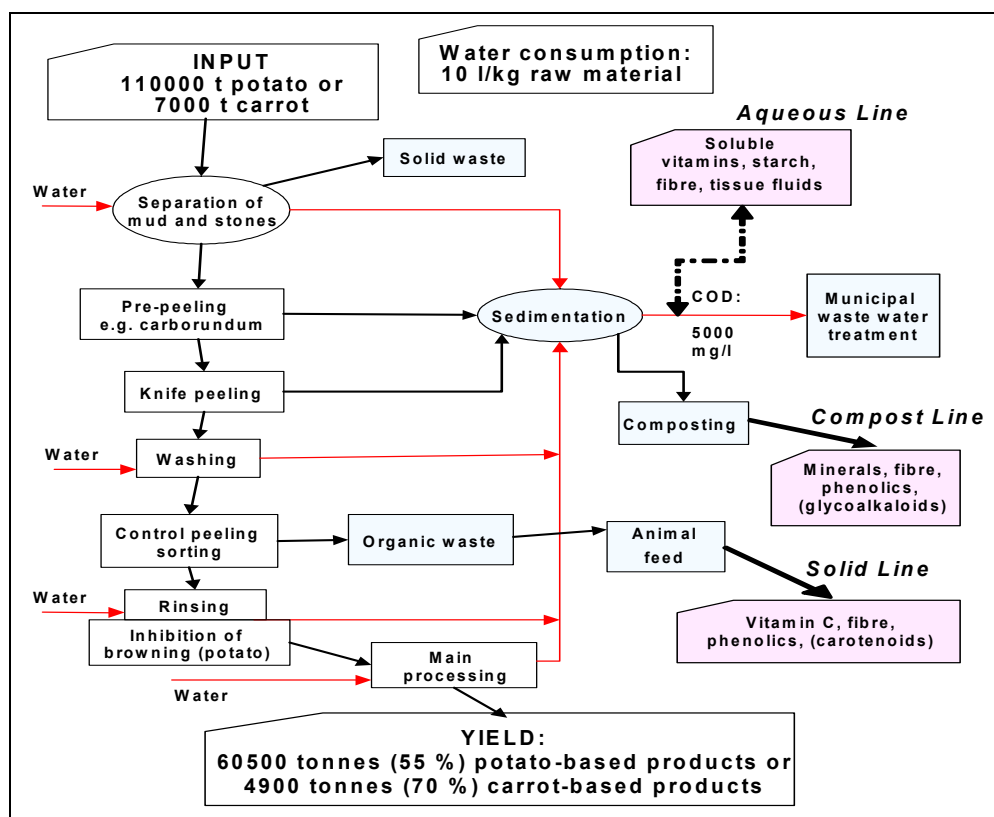 INPUT
110000 t potato or
7000 t carrot
Water consumption:
10 l/kg raw material
Aqueous Line
Soluble
vitamins, starch,
fibre, tissue fluids
Solid waste
Water
Separation of
mud and stones
Pre-peeling
e.g. carborundum
Sedimentation
COD:
5000
mg/l
Municipal
waste water
treatment
Knife peeling
Composting
Compost Line
Water
Washing
Minerals, fibre,
phenolics,
(glycoalkaloids)
Control peeling
sorting
Organic waste
Animal
feed
Solid Line
Water
Rinsing
Inhibition of
browning (potato)
Vitamin C, fibre,
phenolics, (carotenoids)
Main
processing
Water
YIELD:
60500 tonnes (55 %) potato-based products or
4900 tonnes (70 %) carrot-based products